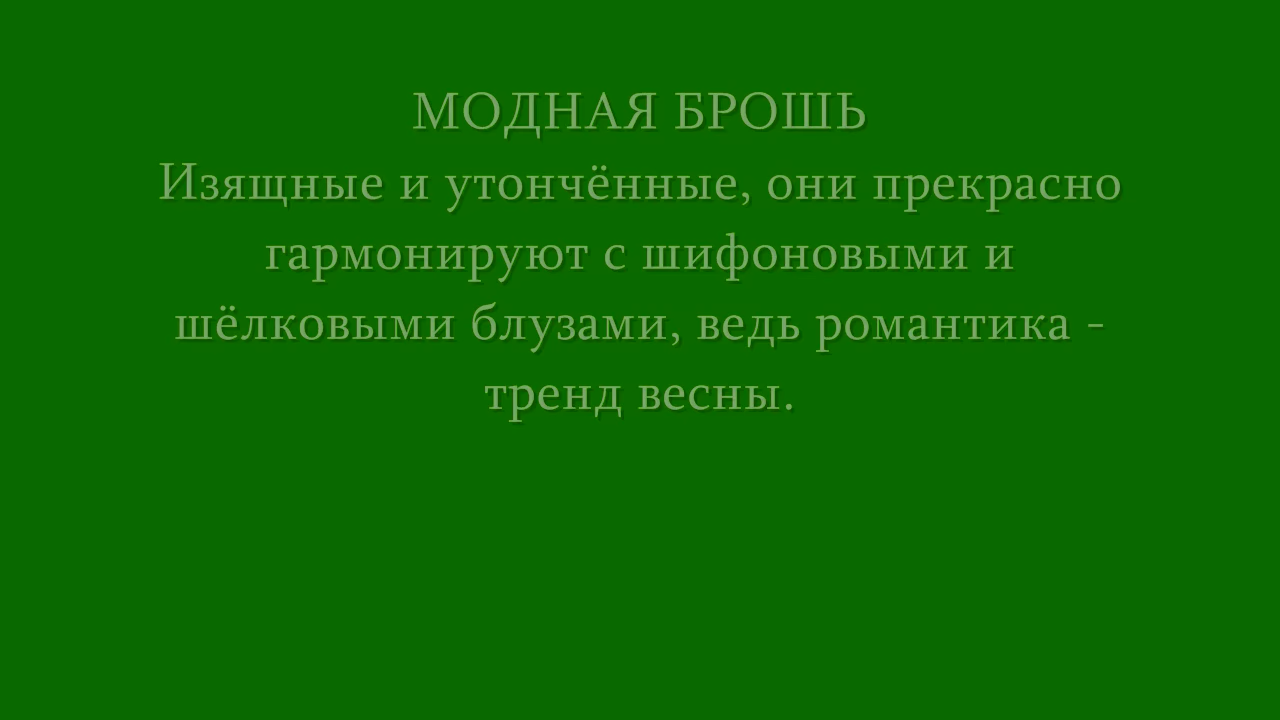 МОДНАЯ БРОШЬ
Изящные и утончённые, они прекрасно
гармонируют с шифоновыми и
шёлковыми блузами, ведь романтика -
тренд весны.